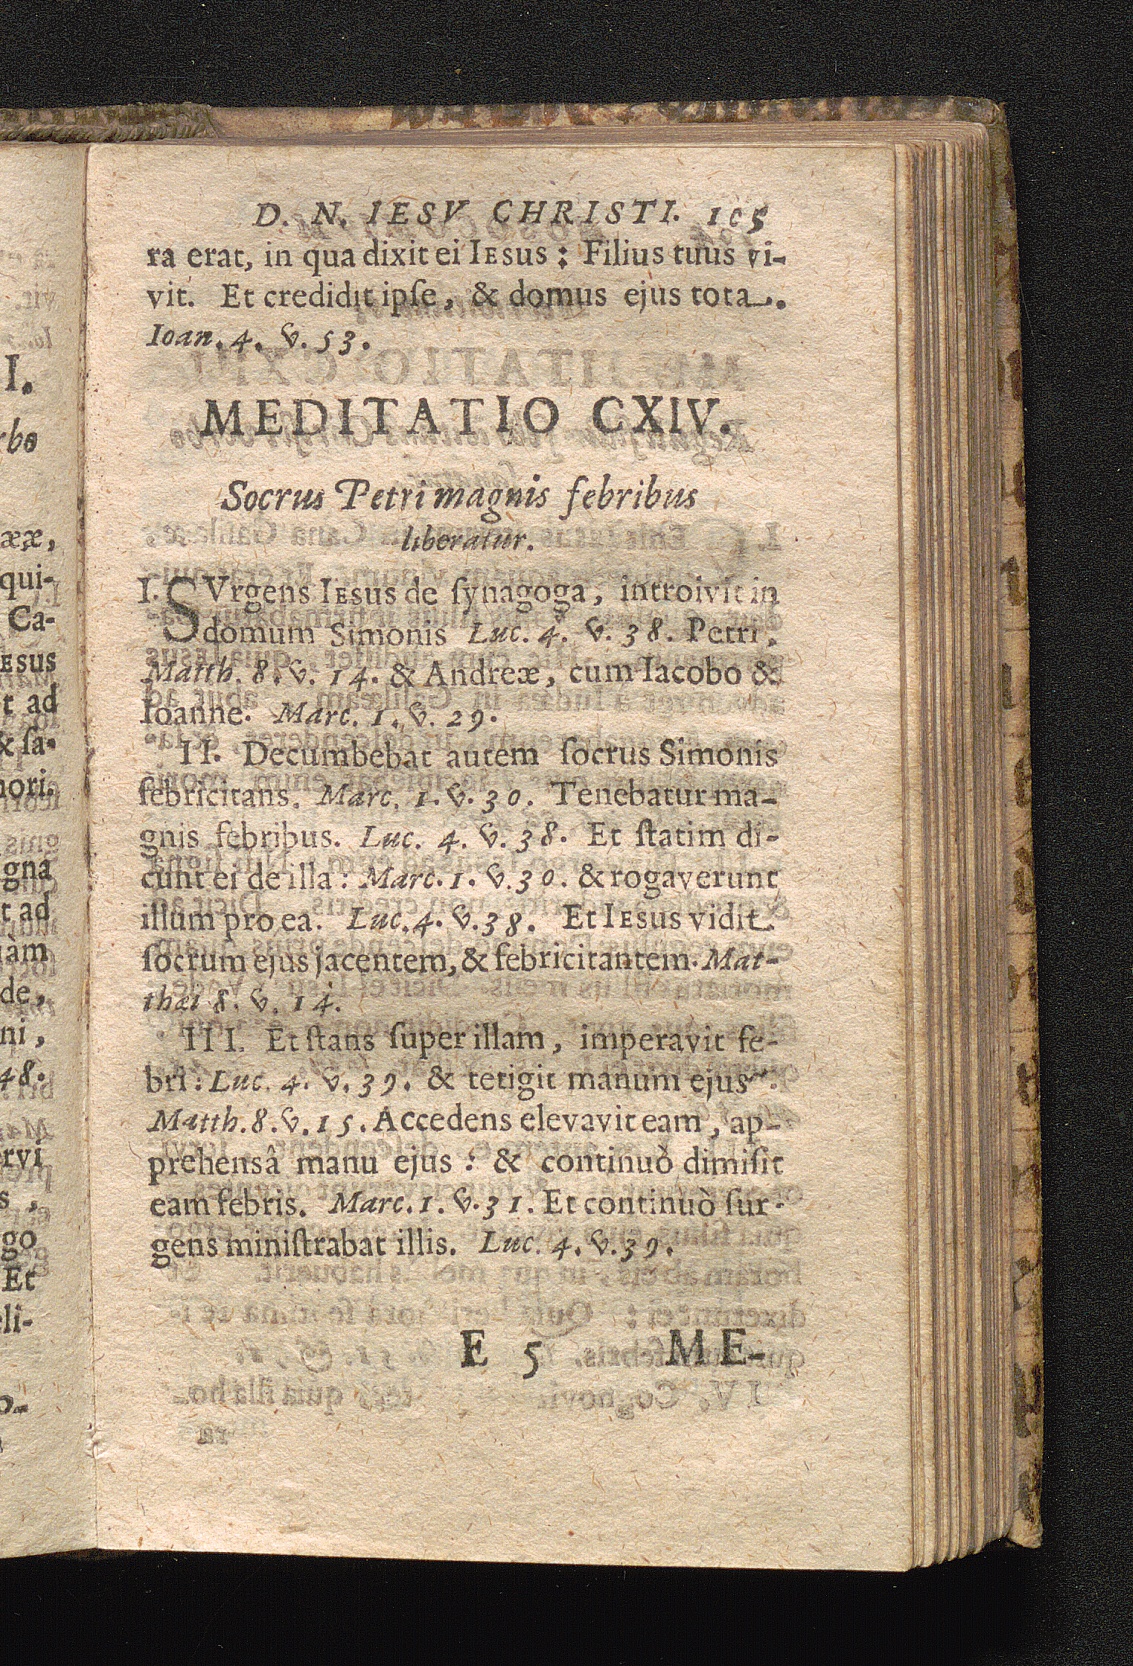 D. N. IESV CHRISTI. 105
ra erat, in qua dixit ei IESUS: Filius tuus vi-
vit. Et credidit ipſe, & domus ejus tota.
Ioan. 4. v. 53.
MEDITATIO CXIV.
Socrus Petri magnis febribus
liberatur.
I. SVrgens IESUS de ſynagoga, introivit in
domum Simonis Luc. 4. v. 38. Petri.
Matth. 8. v. 14. & Andreæ, cum Iacobo &
Ioanne. Marc. 1. v. 29.
II. Decumbebat autem ſocrus Simonis
febricitans. Marc. 1. v. 30. Tenebatur ma-
gnis febribus. Luc. 4. v. 38. Et ſtatim di-
cunt ei de illa: Marc. 1. v. 30. & rogaverunt
illum pro ea. Luc. 4. v. 38. Et IESUS vidit
ſocrum ejus jacentem, & febricitantem. Mat-
thæi 8. v. 14.
III. Et ſtans ſuper illam, imperavit fe-
bri: Luc. 4. v. 39. & tetigit manum ejus.
Matth. 8. v. 15. Accedens elevavit eam, ap-
prehensâ manu ejus: & continuò dimiſit
eam febris. Marc. 1. v. 31. Et continuò ſur-
gens miniſtrabat illis. Luc. 4. v. 39.
E 5 ME-